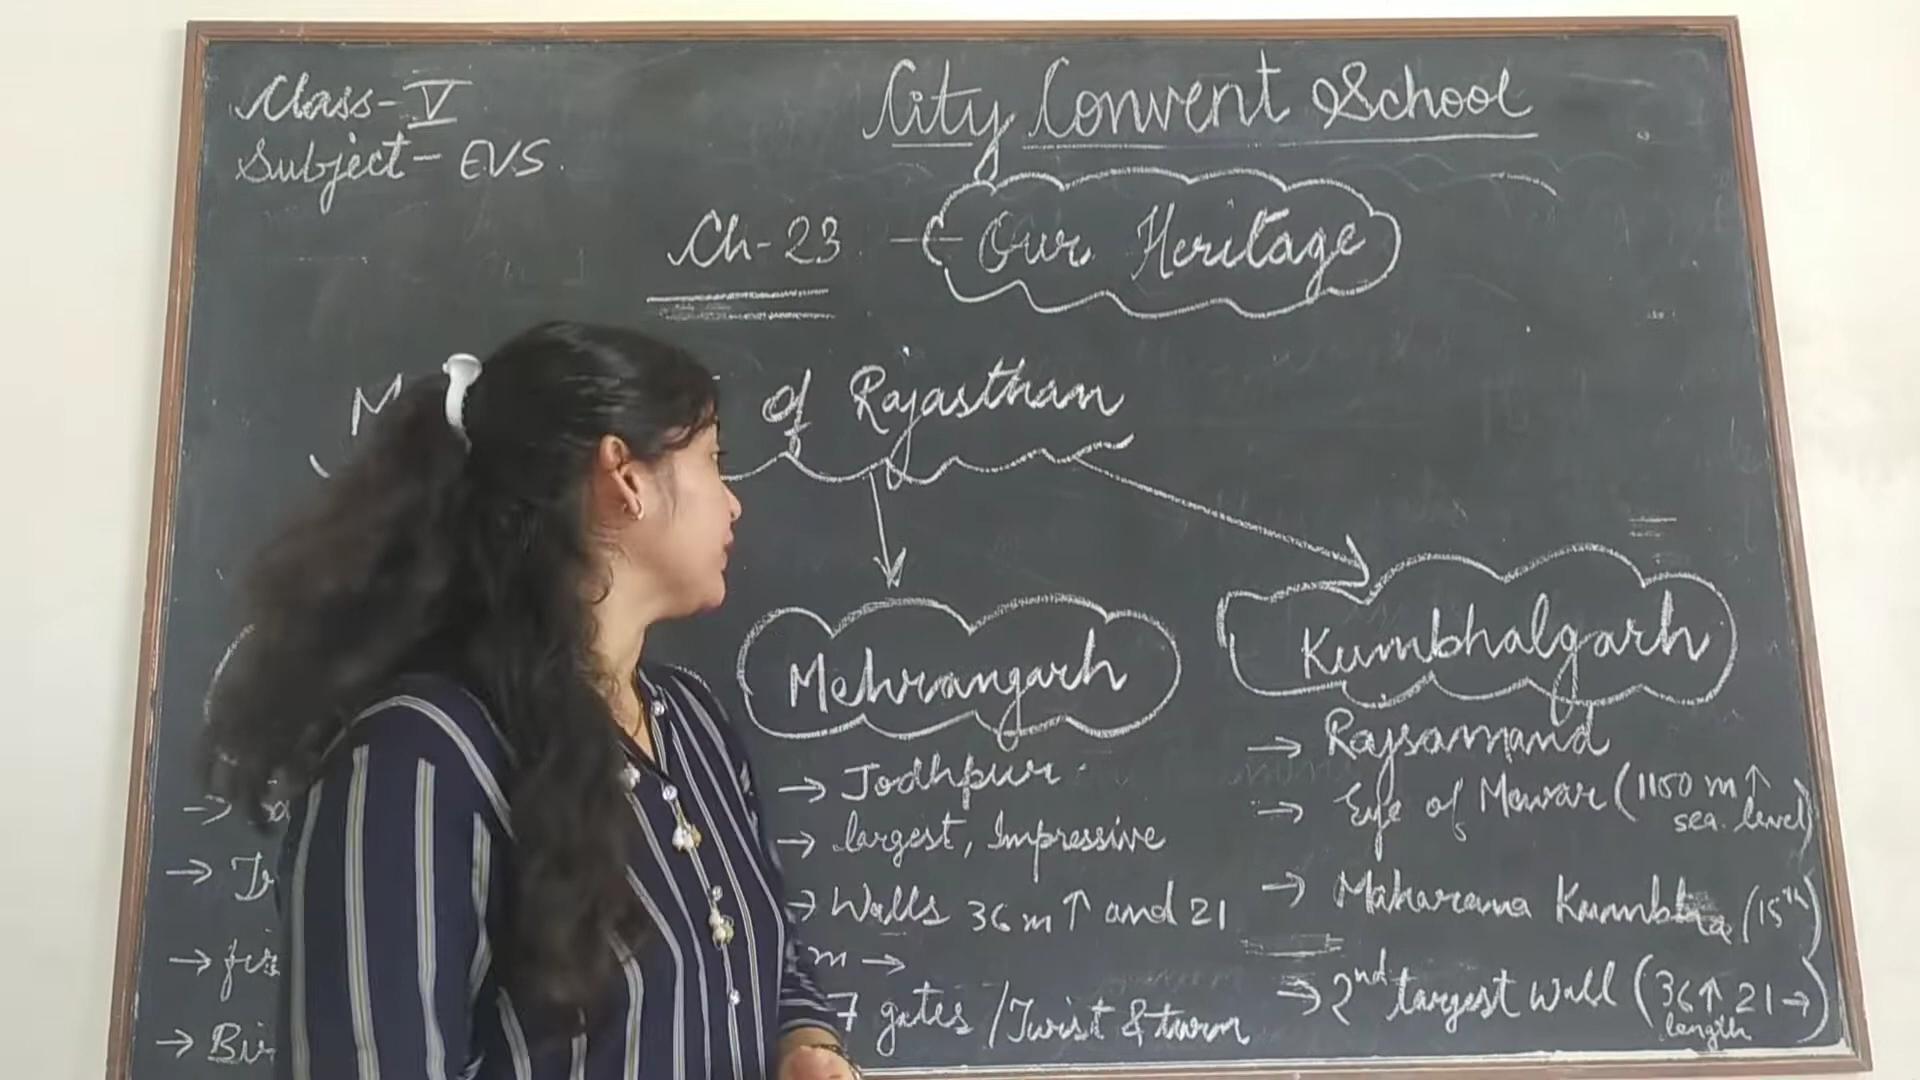 Class - V
Subject - EVS.
City Convent School
Ch-23 - Our Heritage
of Rajasthan
Mehrangarh
→ Jodhpur
→ largest, Impressive
→ Walls 36 m ↑ and 21
m →
7 gates / Twist & turn
Kumbhalgarh
→ Rajsamand
→ Eye of Mewar (1100 m ↑
sea level)
→ Maharana Kumbha (15th)
→ 2nd largest wall (36 ↑ 21 →)
length